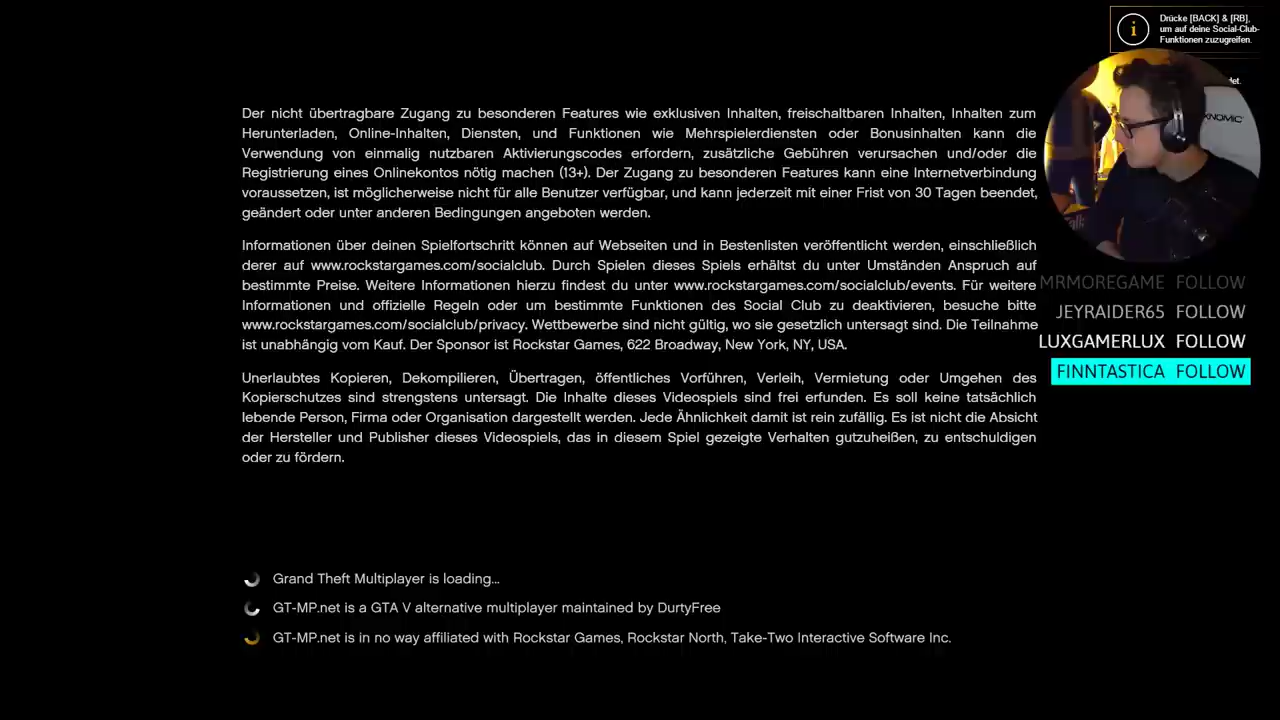 Drücke [BACK] & [RB],
um auf deine Social-Club-
Funktionen zuzugreifen.
det.
Der nicht übertragbare Zugang zu besonderen Features wie exklusiven Inhalten, freischaltbaren Inhalten, Inhalten zum
Herunterladen, Online-Inhalten, Diensten, und Funktionen wie Mehrspielerdiensten oder Bonusinhalten kann die
Verwendung von einmalig nutzbaren Aktivierungscodes erfordern, zusätzliche Gebühren verursachen und/oder die
Registrierung eines Onlinekontos nötig machen (13+). Der Zugang zu besonderen Features kann eine Internetverbindung
voraussetzen, ist möglicherweise nicht für alle Benutzer verfügbar, und kann jederzeit mit einer Frist von 30 Tagen beendet,
geändert oder unter anderen Bedingungen angeboten werden.
Informationen über deinen Spielfortschritt können auf Webseiten und in Bestenlisten veröffentlicht werden, einschließlich
derer auf www.rockstargames.com/socialclub. Durch Spielen dieses Spiels erhältst du unter Umständen Anspruch auf
bestimmte Preise. Weitere Informationen hierzu findest du unter www.rockstargames.com/socialclub/events. Für weitere
Informationen und offizielle Regeln oder um bestimmte Funktionen des Social Club zu deaktivieren, besuche bitte
www.rockstargames.com/socialclub/privacy. Wettbewerbe sind nicht gültig, wo sie gesetzlich untersagt sind. Die Teilnahme
ist unabhängig vom Kauf. Der Sponsor ist Rockstar Games, 622 Broadway, New York, NY, USA.
Unerlaubtes Kopieren, Dekompilieren, Übertragen, öffentliches Vorführen, Verleih, Vermietung oder Umgehen des
Kopierschutzes sind strengstens untersagt. Die Inhalte dieses Videospiels sind frei erfunden. Es soll keine tatsächlich
lebende Person, Firma oder Organisation dargestellt werden. Jede Ähnlichkeit damit ist rein zufällig. Es ist nicht die Absicht
der Hersteller und Publisher dieses Videospiels, das in diesem Spiel gezeigte Verhalten gutzuheißen, zu entschuldigen
oder zu fördern.
XNOMIC
MRMOREGAME FOLLOW
JEYRAIDER65 FOLLOW
LUXGAMERLUX FOLLOW
FINNTASTICA FOLLOW
Grand Theft Multiplayer is loading...
GT-MP.net is a GTA V alternative multiplayer maintained by DurtyFree
GT-MP.net is in no way affiliated with Rockstar Games, Rockstar North, Take-Two Interactive Software Inc.